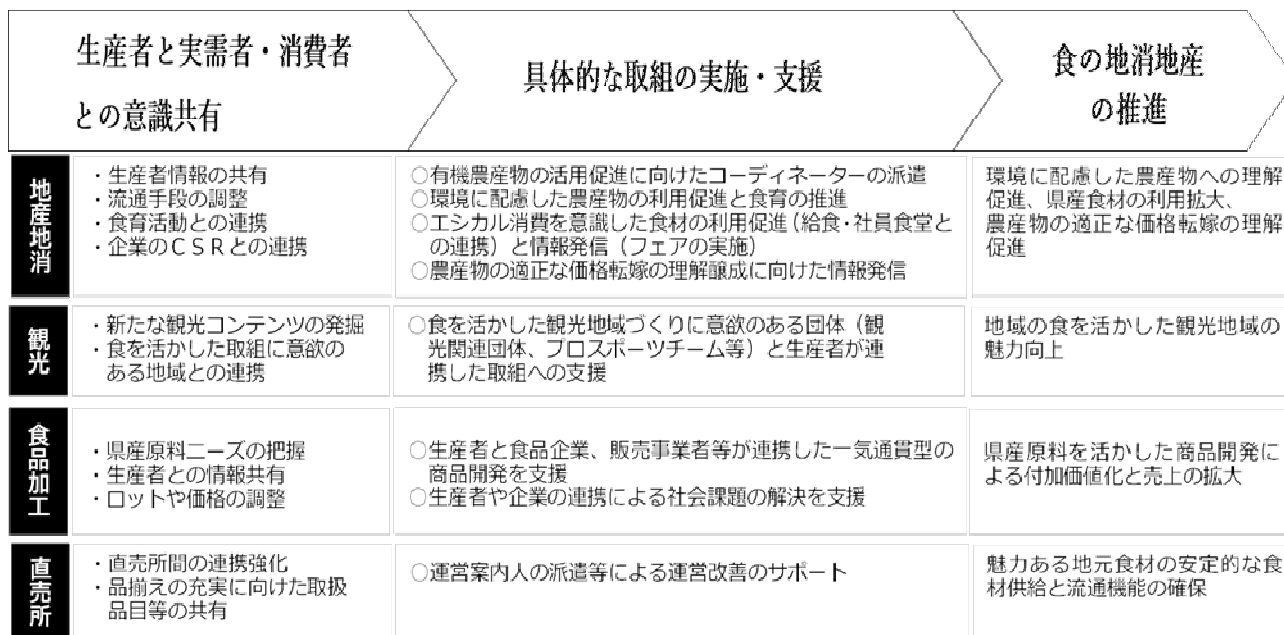 生産者と実需者・消費者
との意識共有
具体的な取組の実施・支援
食の地消地産
の推進
地産地消
・生産者情報の共有
・流通手段の調整
・食育活動との連携
・企業のCSRとの連携
○有機農産物の活用促進に向けたコーディネーターの派遣
○環境に配慮した農産物の利用促進と食育の推進
○エシカル消費を意識した食材の利用促進(給食・社員食堂と
の連携)と情報発信(フェアの実施)
○農産物の適正な価格転嫁の理解醸成に向けた情報発信
環境に配慮した農産物への理解
促進、県産食材の利用拡大、
農産物の適正な価格転嫁の理解
促進
観光
・新たな観光コンテンツの発掘
・食を活かした取組に意欲の
ある地域との連携
○食を活かした観光地域づくりに意欲のある団体(観
光関連団体、プロスポーツチーム等)と生産者が連
携した取組への支援
地域の食を活かした観光地域の
魅力向上
食品加工
・県産原料ニーズの把握
・生産者との情報共有
・ロットや価格の調整
○生産者と食品企業、販売事業者等が連携した一気通貫型の
商品開発を支援
○生産者や企業の連携による社会課題の解決を支援
県産原料を活かした商品開発に
よる付加価値化と売上の拡大
直売所
・直売所間の連携強化
・品揃えの充実に向けた取扱
品目等の共有
○運営案内人の派遣等による運営改善のサポート
魅力ある地元食材の安定的な食
材供給と流通機能の確保